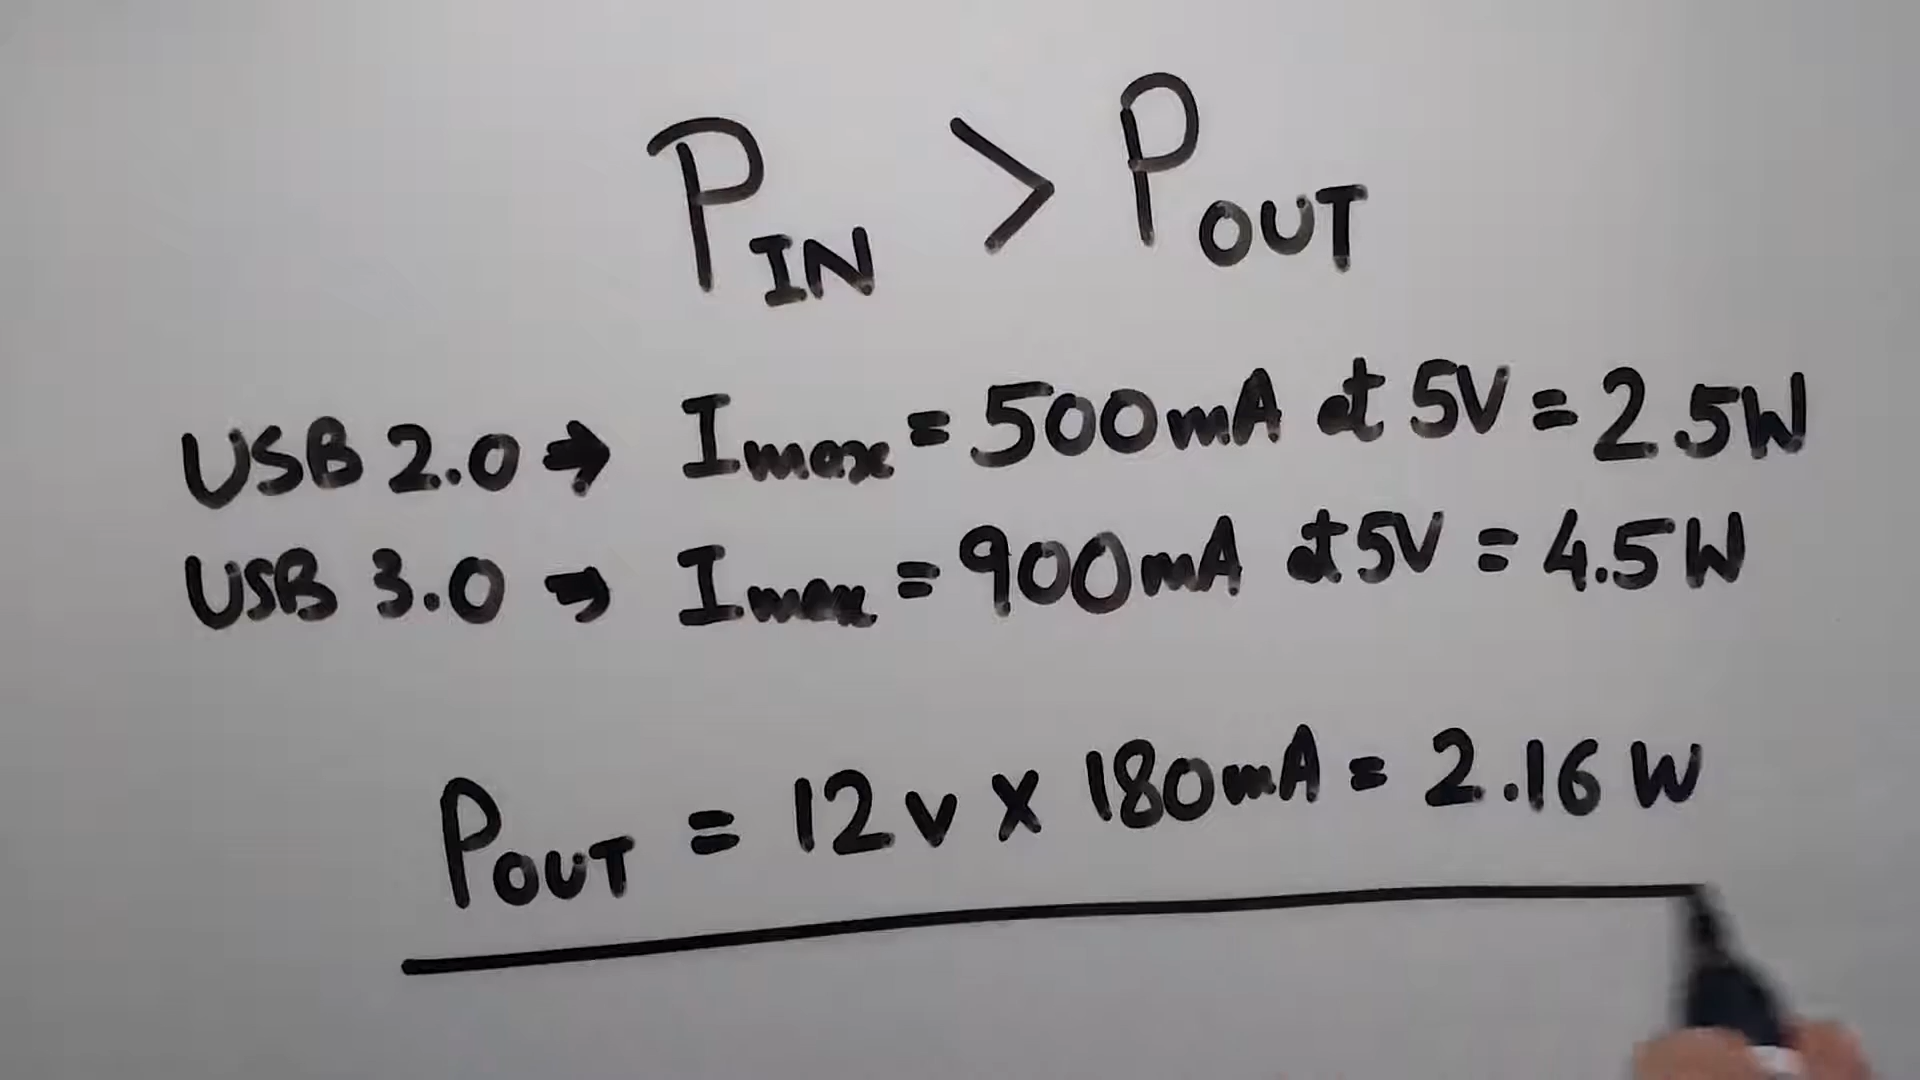 PIN > POUT
USB 2.0 → Imax = 500mA at 5V = 2.5W
USB 3.0 → Imax = 900mA at 5V = 4.5W
POUT = 12v x 180mA = 2.16 W